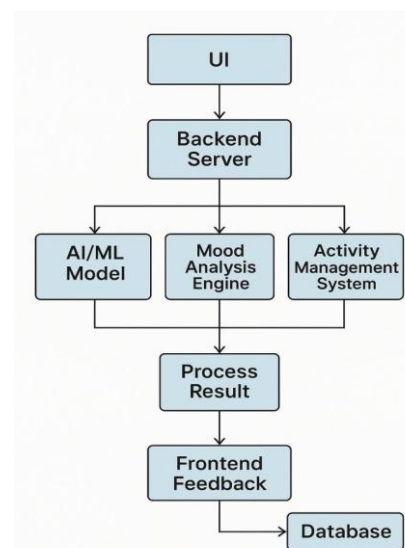 UI
Backend
Server
AI/ML
Model
Mood
Analysis
Engine
Activity
Management
System
Process
Result
Frontend
Feedback
Database